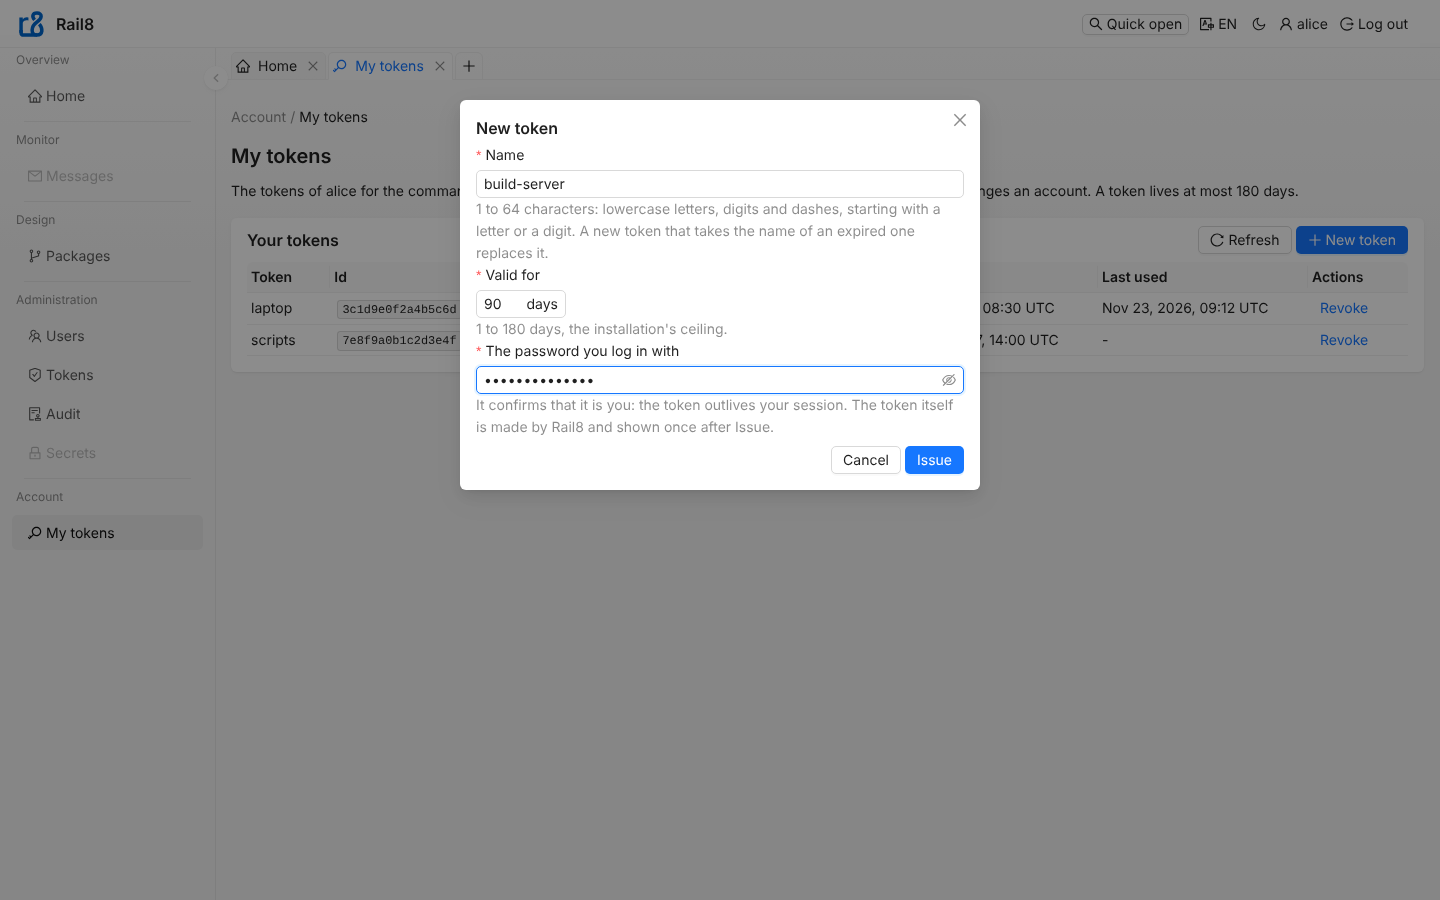 Rail8
Quick open
EN
alice
Log out
Overview
Home
Monitor
Messages
Design
Packages
Administration
Users
Tokens
Audit
Secrets
Account
My tokens
Home
My tokens
Account / My tokens
My tokens
The tokens of alice for the comman
nges an account. A token lives at most 180 days.
Your tokens
Refresh
New token
Token Id Last used Actions
laptop 3c1d9e0f2a4b5c6d 08:30 UTC Nov 23, 2026, 09:12 UTC Revoke
scripts 7e8f9a0b1c2d3e4f , 14:00 UTC - Revoke
New token
* Name
build-server
1 to 64 characters: lowercase letters, digits and dashes, starting with a
letter or a digit. A new token that takes the name of an expired one
replaces it.
* Valid for
90 days
1 to 180 days, the installation's ceiling.
* The password you log in with
••••••••••••••
It confirms that it is you: the token outlives your session. The token itself
is made by Rail8 and shown once after Issue.
Cancel
Issue